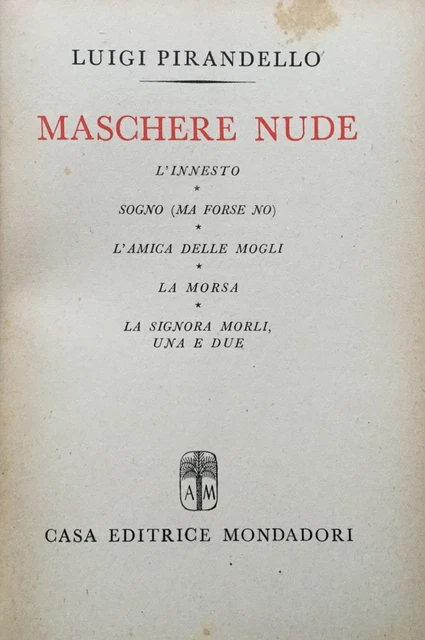 LUIGI PIRANDELLO
MASCHERE NUDE
L'INNESTO
★
SOGNO (MA FORSE NO)
★
L'AMICA DELLE MOGLI
★
LA MORSA
★
LA SIGNORA MORLI,
UNA E DUE
AM
CASA EDITRICE MONDADORI